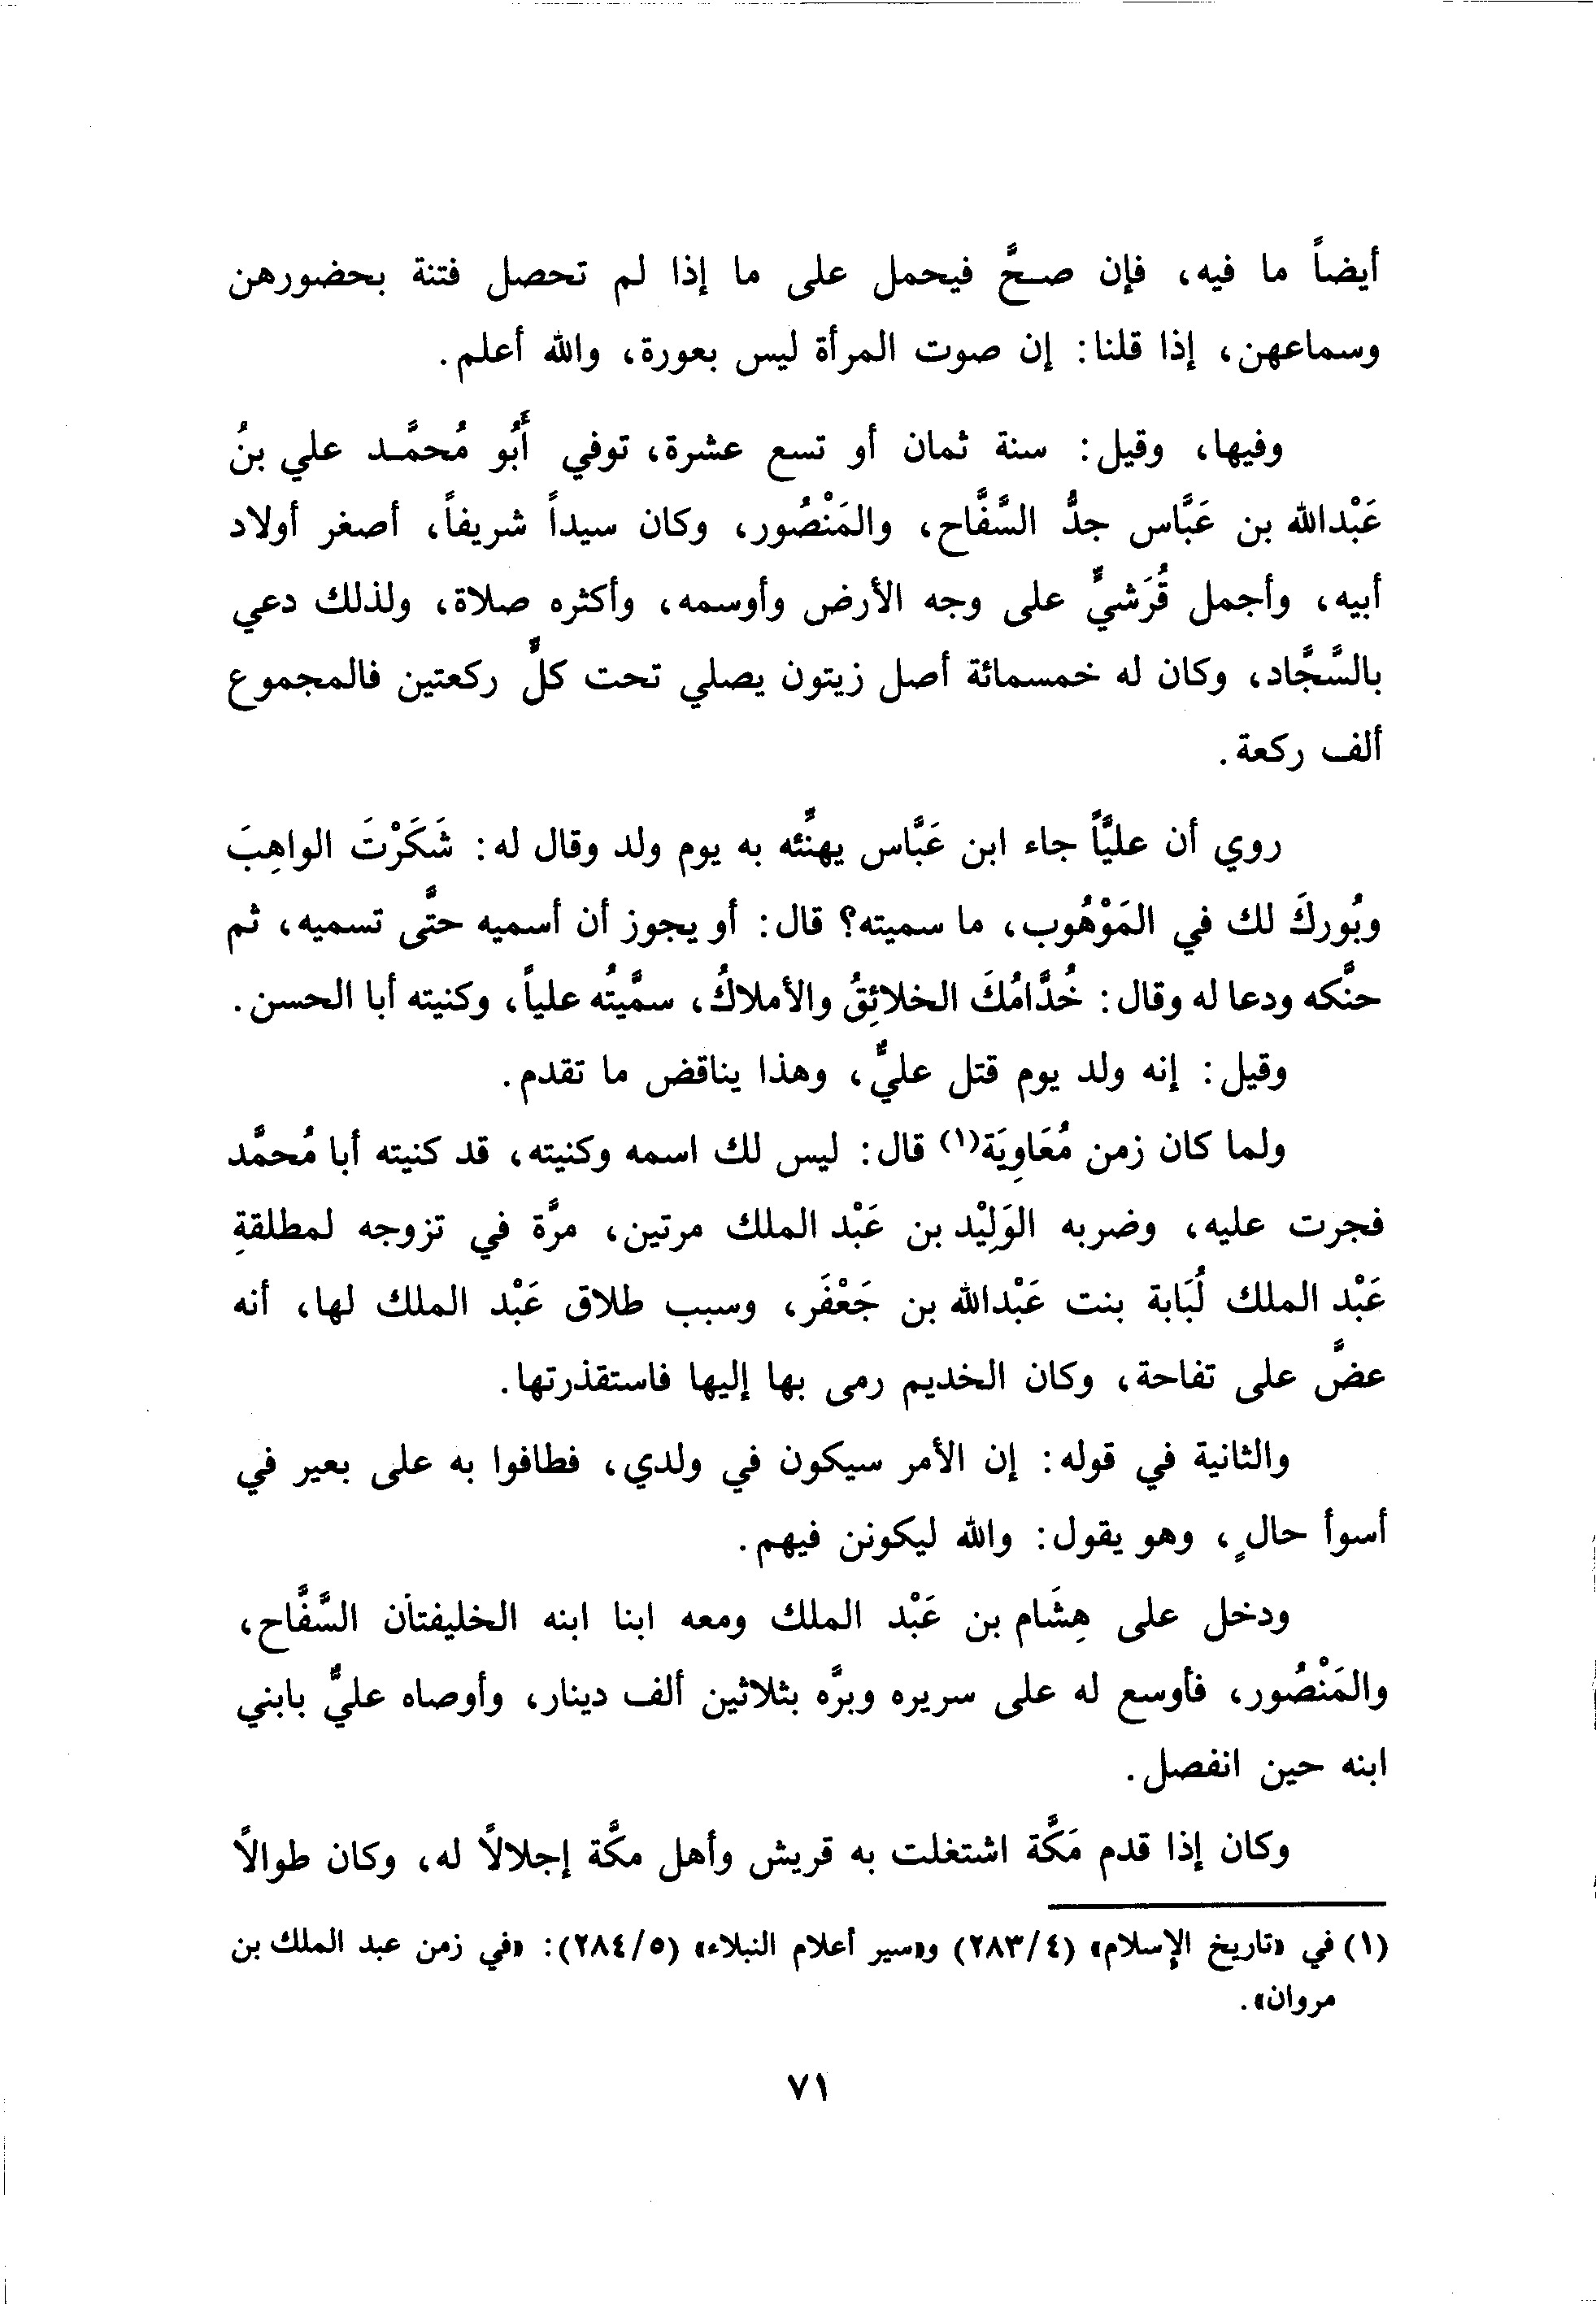 أيضاً ما فيه، فإن صـحَّ فيحمل على ما إذا لم تحصل فتنة بحضورهن
وسماعهن، إذا قلنا: إن صوت المرأة ليس بعورة، والله أعلم.
وفيها، وقيل: سنة ثمان أو تسع عشرة، توفي أَبُو مُحمَّـد علي بنُ
عَبْدالله بن عَبَّاس جدُّ السَّفَّاح، والمَنْصُور، وكان سيداً شريفاً، أصغر أولاد
أبيه، وأجمل قُرَشيٍّ على وجه الأرض وأوسمه، وأكثره صلاة، ولذلك دعي
بالسَّجَّاد، وكان له خمسمائة أصل زيتون يصلي تحت كلٍّ ركعتين فالمجموع
ألف ركعة.
روي أن عليَّاً جاء ابن عَبَّاس يهنِّئه به يوم ولد وقال له: شَكَرْتَ الواهِبَ
وبُوركَ لك في المَوْهُوب، ما سميته؟ قال: أو يجوز أن أسميه حتَّى تسميه، ثم
حنَّكه ودعا له وقال: خُدَّامُكَ الخلائِقُ والأملاكُ، سمَّيتُه علياً، وكنيته أبا الحسن.
وقيل: إنه ولد يوم قتل عليٌّ، وهذا يناقض ما تقدم.
ولما كان زمن مُعَاوِيَة(١) قال: ليس لك اسمه وكنيته، قد كنيته أبا مُحمَّد
فجرت عليه، وضربه الوَلِيْد بن عَبْد الملك مرتين، مرَّة في تزوجه لمطلقةِ
عَبْد الملك لُبَابة بنت عَبْدالله بن جَعْفَر، وسبب طلاق عَبْد الملك لها، أنه
عضَّ على تفاحة، وكان الخديم رمى بها إليها فاستقذرتها.
والثانية في قوله: إن الأمر سيكون في ولدي، فطافوا به على بعير في
أسوأ حالٍ، وهو يقول: والله ليكونن فيهم.
ودخل على هِشَام بن عَبْد الملك ومعه ابنا ابنه الخليفتان السَّفَّاح،
والمَنْصُور، فأوسع له على سريره وبرَّه بثلاثين ألف دينار، وأوصاه عليٌّ بابني
ابنه حين انفصل.
وكان إذا قدم مَكَّة اشتغلت به قريش وأهل مكَّة إجلالاً له، وكان طوالاً
(١) في «تاريخ الإسلام» (٢٨٣/٤) و«سير أعلام النبلاء» (٢٨٤/٥): «في زمن عبد الملك بن
مروان».
٧١